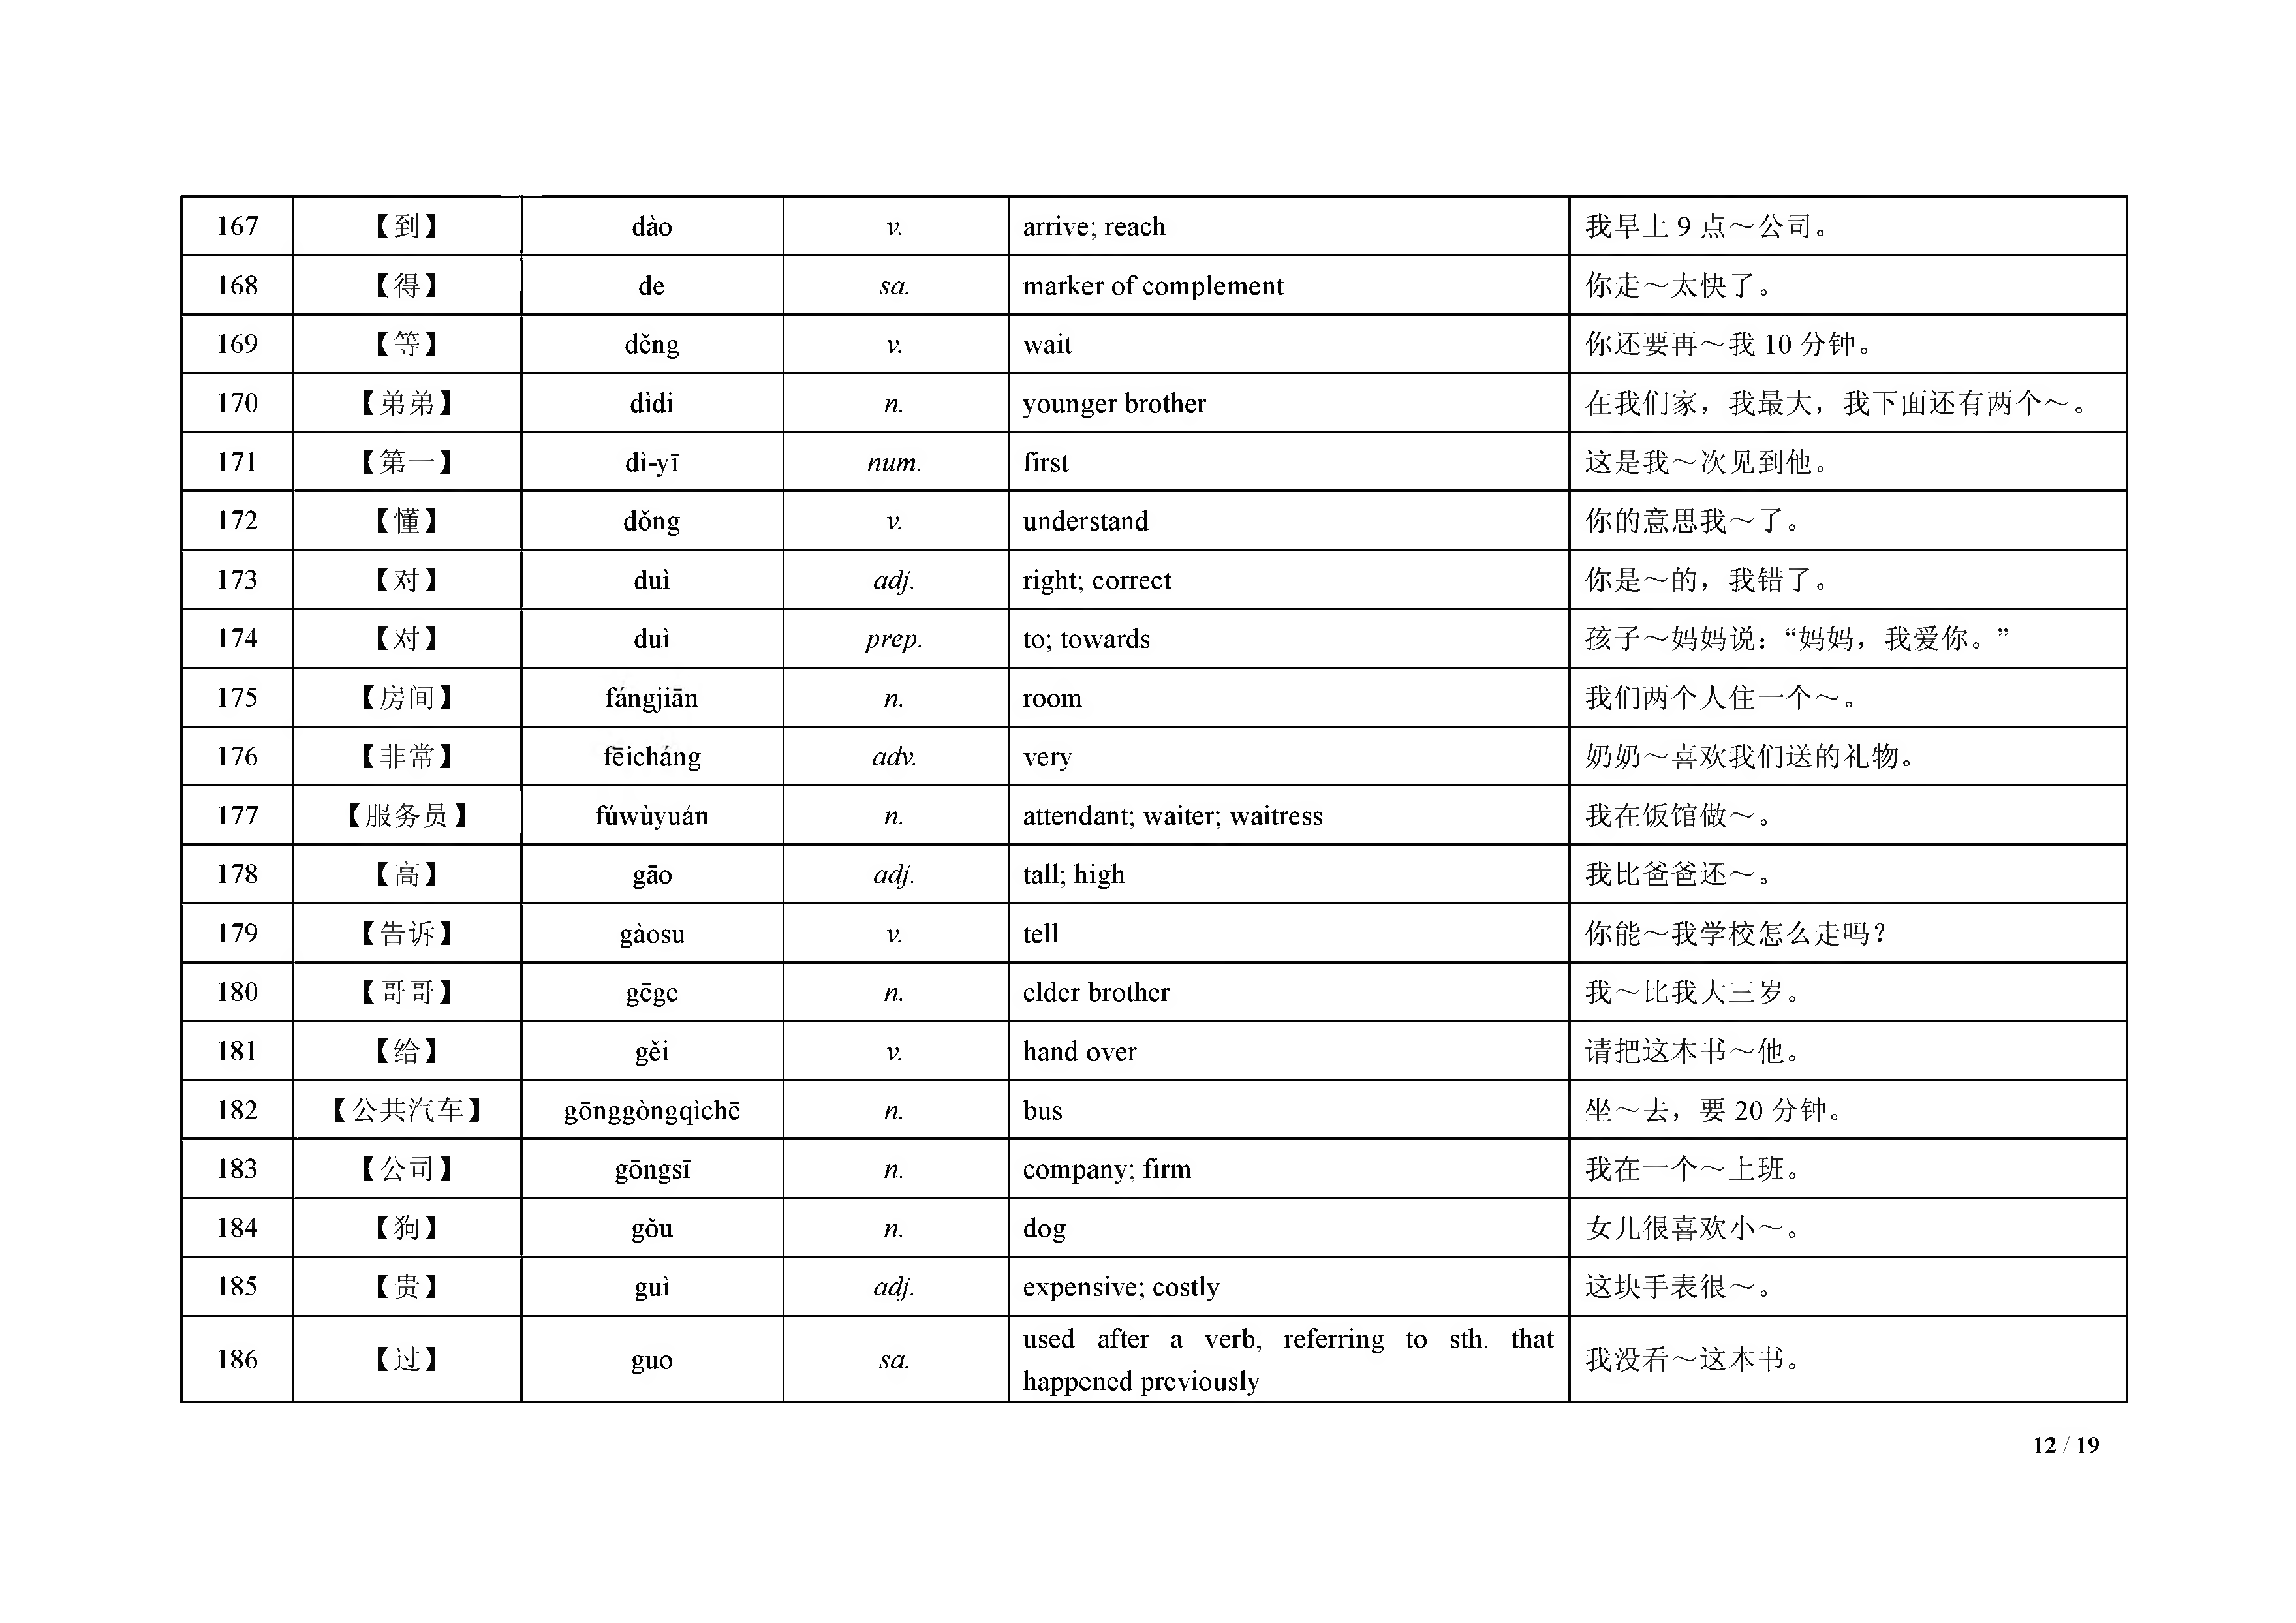 167 【到】 dào v. arrive; reach 我早上 9 点～公司。
168 【得】 de sa. marker of complement 你走～太快了。
169 【等】 děng v. wait 你还要再～我 10 分钟。
170 【弟弟】 dìdi n. younger brother 在我们家，我最大，我下面还有两个～。
171 【第一】 dì-yī num. first 这是我～次见到他。
172 【懂】 dǒng v. understand 你的意思我～了。
173 【对】 duì adj. right; correct 你是～的，我错了。
174 【对】 duì prep. to; towards 孩子～妈妈说：“妈妈，我爱你。”
175 【房间】 fángjiān n. room 我们两个人住一个～。
176 【非常】 fēicháng adv. very 奶奶～喜欢我们送的礼物。
177 【服务员】 fúwùyuán n. attendant; waiter; waitress 我在饭馆做～。
178 【高】 gāo adj. tall; high 我比爸爸还～。
179 【告诉】 gàosu v. tell 你能～我学校怎么走吗？
180 【哥哥】 gēge n. elder brother 我～比我大三岁。
181 【给】 gěi v. hand over 请把这本书～他。
182 【公共汽车】 gōnggòngqìchē n. bus 坐～去，要 20 分钟。
183 【公司】 gōngsī n. company; firm 我在一个～上班。
184 【狗】 gǒu n. dog 女儿很喜欢小～。
185 【贵】 guì adj. expensive; costly 这块手表很～。
186 【过】 guo sa. used after a verb, referring to sth. that
happened previously 我没看～这本书。
12 / 19